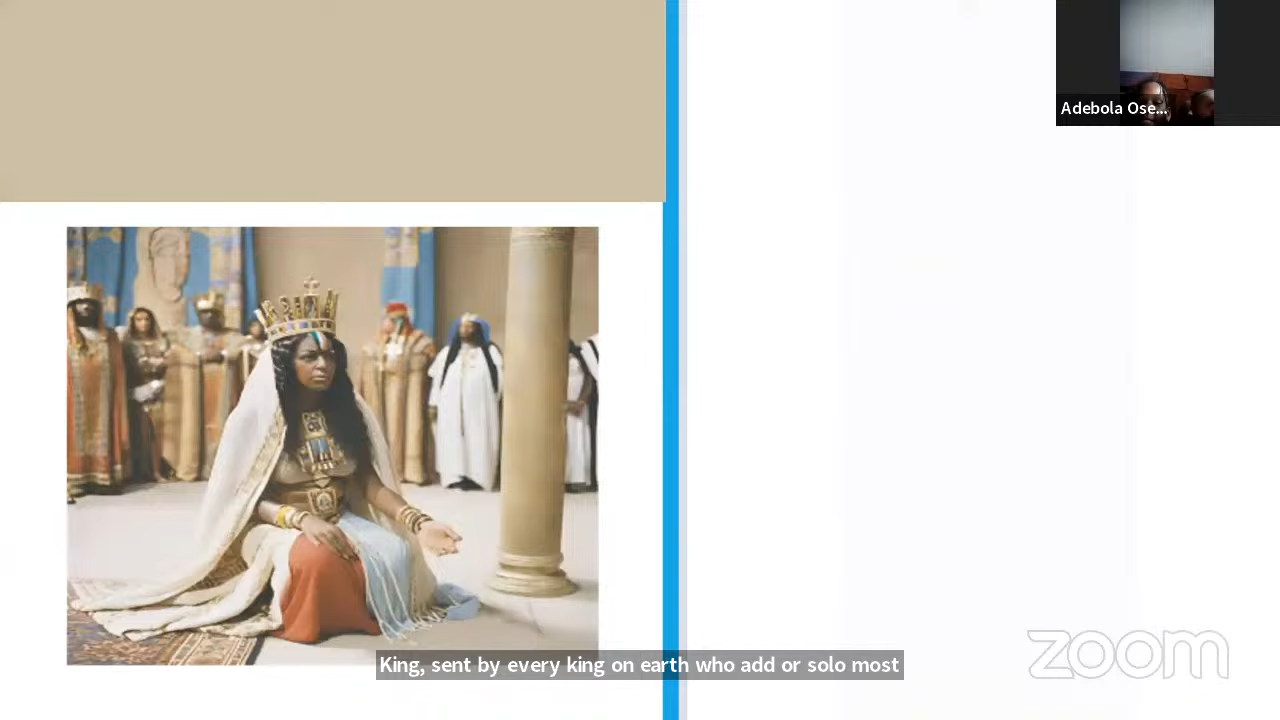 Adebola Ose...
King, sent by every king on earth who add or solo most
zoom